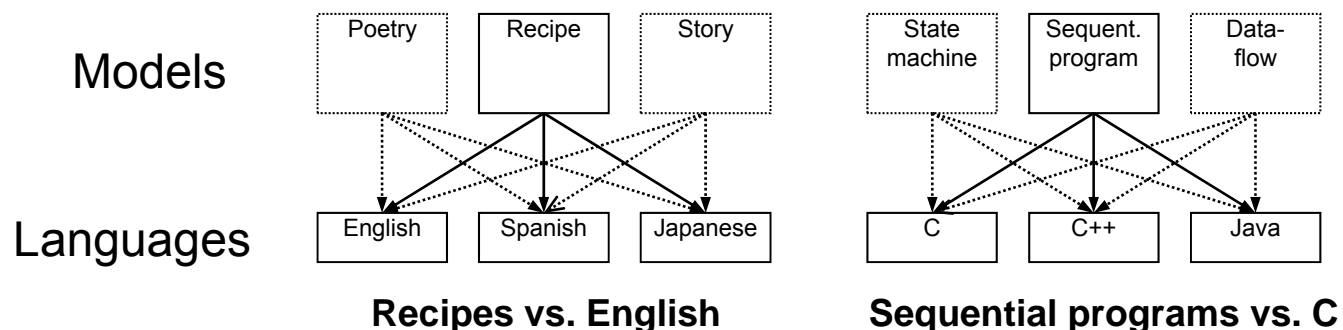 Poetry
Recipe
Story
State
machine
Sequent.
program
Data-
flow
Models
Languages
English
Spanish
Japanese
C
C++
Java
Recipes vs. English
Sequential programs vs. C